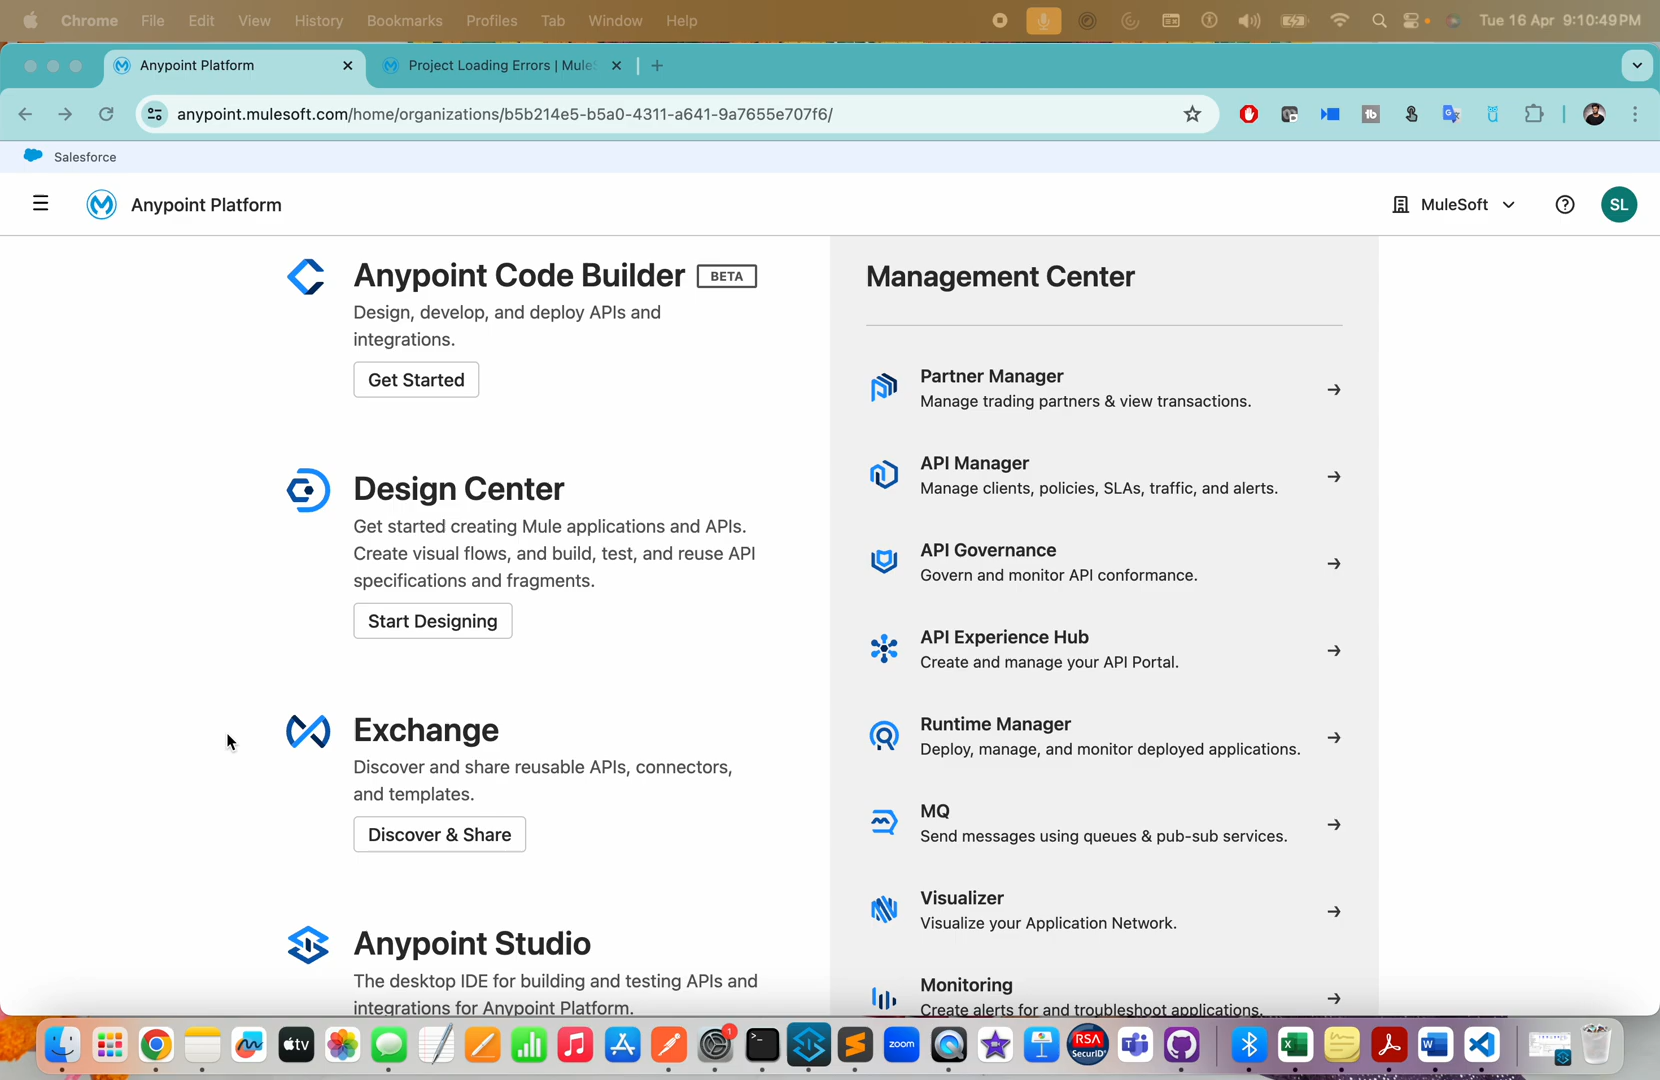 Chrome File Edit View History Bookmarks Profiles Tab Window Help Tue 16 Apr 9:10:49 PM
Anypoint Platform
Project Loading Errors | Mule
anypoint.mulesoft.com/home/organizations/b5b214e5-b5a0-4311-a641-9a7655e707f6/
Salesforce
Anypoint Platform
MuleSoft
SL
Anypoint Code Builder BETA
Design, develop, and deploy APIs and
integrations.
Get Started
Design Center
Get started creating Mule applications and APIs.
Create visual flows, and build, test, and reuse API
specifications and fragments.
Start Designing
Exchange
Discover and share reusable APIs, connectors,
and templates.
Discover & Share
Anypoint Studio
The desktop IDE for building and testing APIs and
integrations for Anypoint Platform.
Management Center
Partner Manager
Manage trading partners & view transactions.
API Manager
Manage clients, policies, SLAs, traffic, and alerts.
API Governance
Govern and monitor API conformance.
API Experience Hub
Create and manage your API Portal.
Runtime Manager
Deploy, manage, and monitor deployed applications.
MQ
Send messages using queues & pub-sub services.
Visualizer
Visualize your Application Network.
Monitoring
Create alerts for and troubleshoot applications.
tv
1
zoom
RSA
SecurID